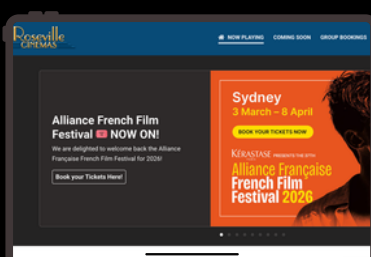 Roseville
CINEMAS
NOW PLAYING
COMING SOON
GROUP BOOKINGS
Alliance French Film
Festival 🎟️ NOW ON!
We are delighted to welcome back the Alliance
Française French Film Festival for 2026!
Book your Tickets Here!
Sydney
3 March – 8 April
BOOK YOUR TICKETS NOW
KÉRASTASE PRESENTS THE 37TH
Alliance Française
French Film
Festival 2026